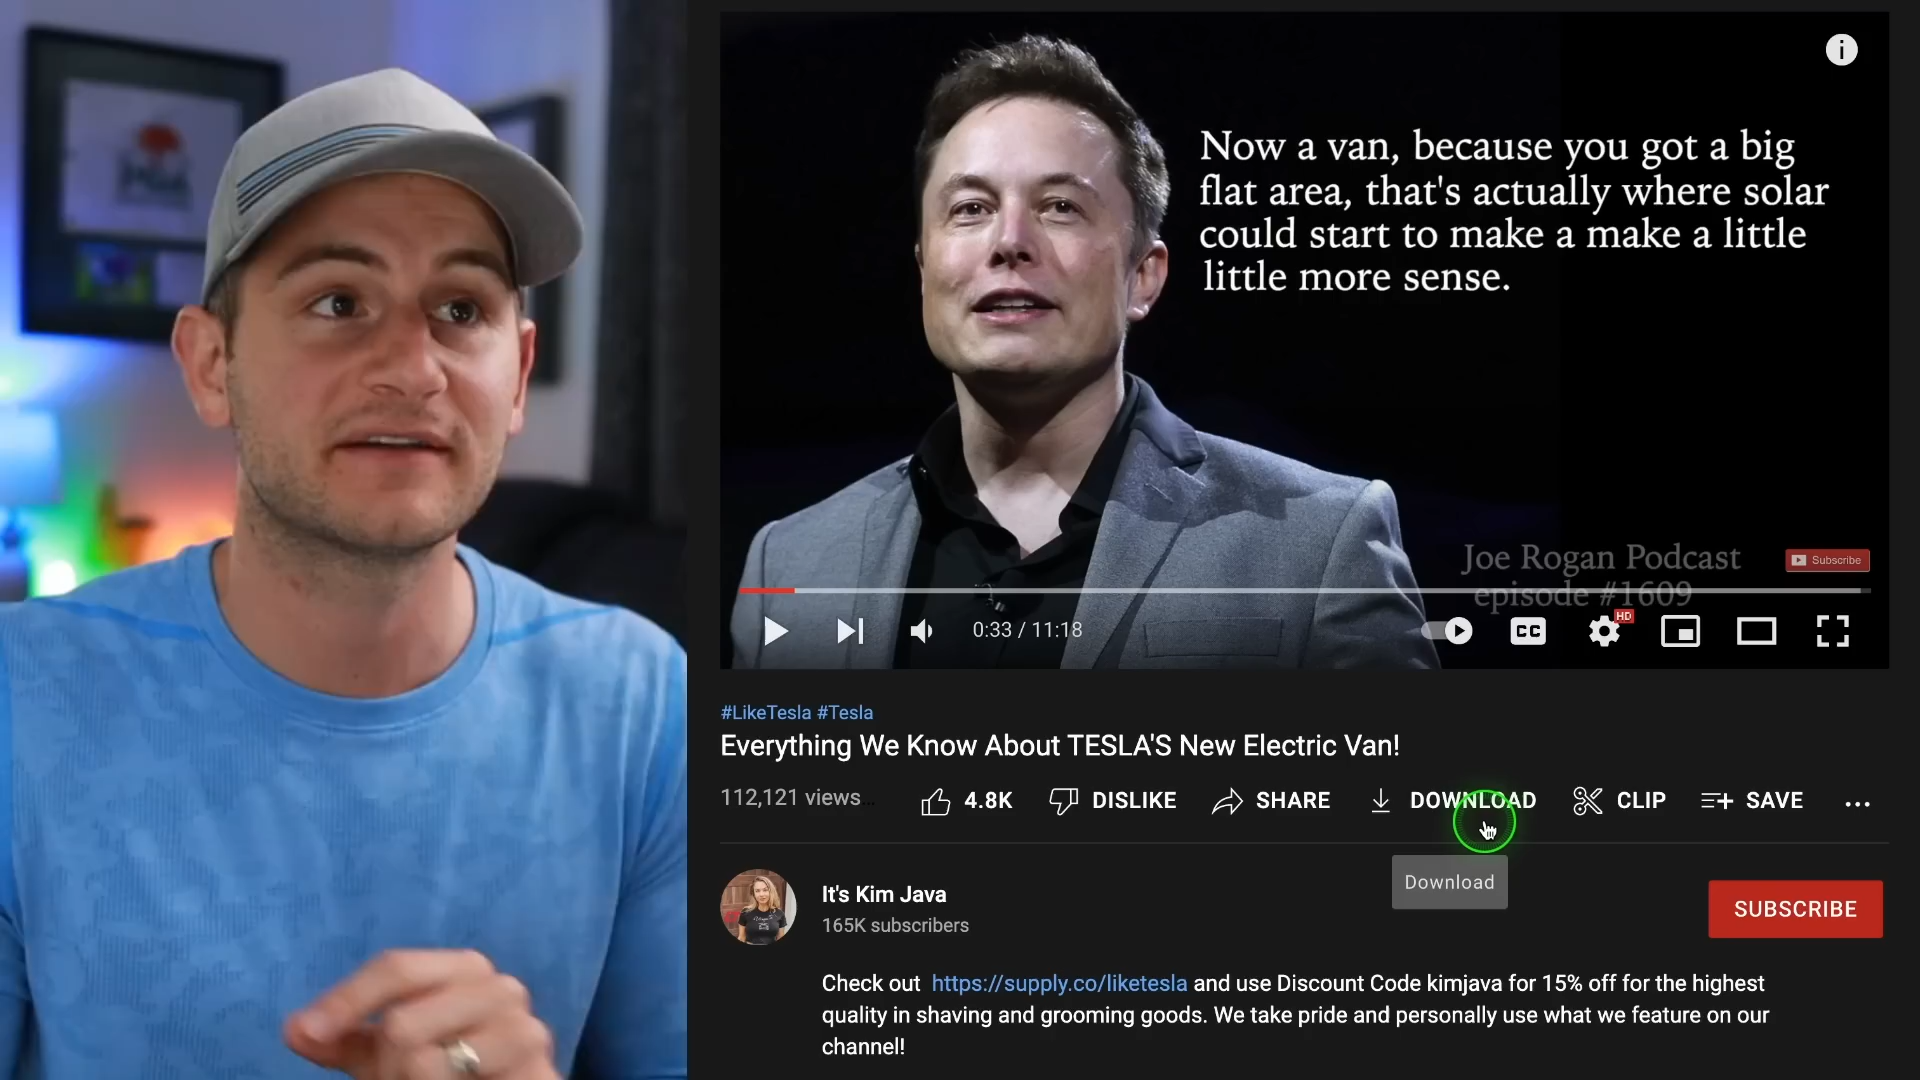 Now a van, because you got a big
flat area, that's actually where solar
could start to make a make a little
little more sense.
Joe Rogan Podcast
episode #1609
Subscribe
0:33 / 11:18
CC
HD
#LikeTesla #Tesla
Everything We Know About TESLA'S New Electric Van!
112,121 views...
4.8K
DISLIKE
SHARE
DOWNLOAD
CLIP
SAVE
Download
It's Kim Java
165K subscribers
SUBSCRIBE
Check out https://supply.co/liketesla and use Discount Code kimjava for 15% off for the highest
quality in shaving and grooming goods. We take pride and personally use what we feature on our
channel!